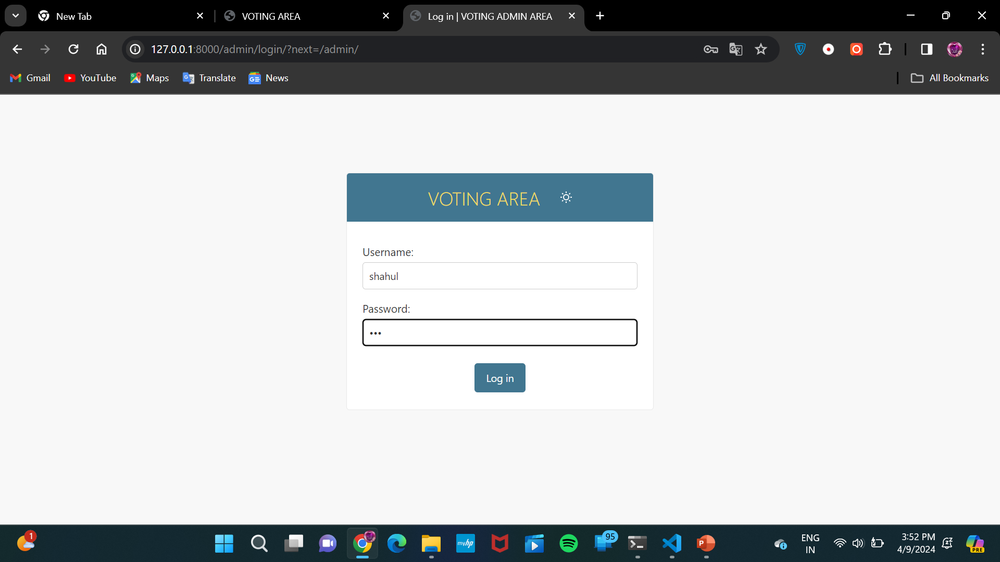 New Tab
VOTING AREA
Log in | VOTING ADMIN AREA
127.0.0.1:8000/admin/login/?next=/admin/
Gmail
YouTube
Maps
Translate
News
All Bookmarks
VOTING AREA
Username:
shahul
Password:
•••
Log in
1
myhp
95
P
ENG
IN
3:52 PM
4/9/2024
PRE